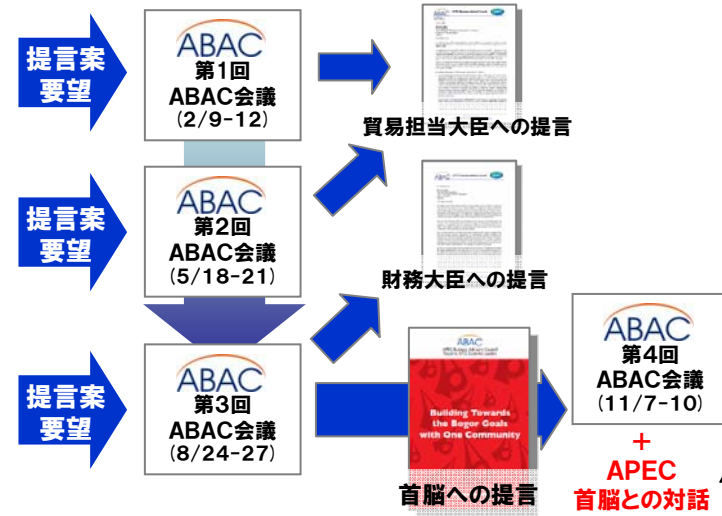 提言案
要望
ABAC
第1回
ABAC会議
(2/9-12)
貿易担当大臣への提言
提言案
要望
ABAC
第2回
ABAC会議
(5/18-21)
財務大臣への提言
提言案
要望
ABAC
第3回
ABAC会議
(8/24-27)
ABAC
Building Towards
the Bogor Goals
with One Community
首脳への提言
ABAC
第4回
ABAC会議
(11/7-10)
+
APEC
首脳との対話